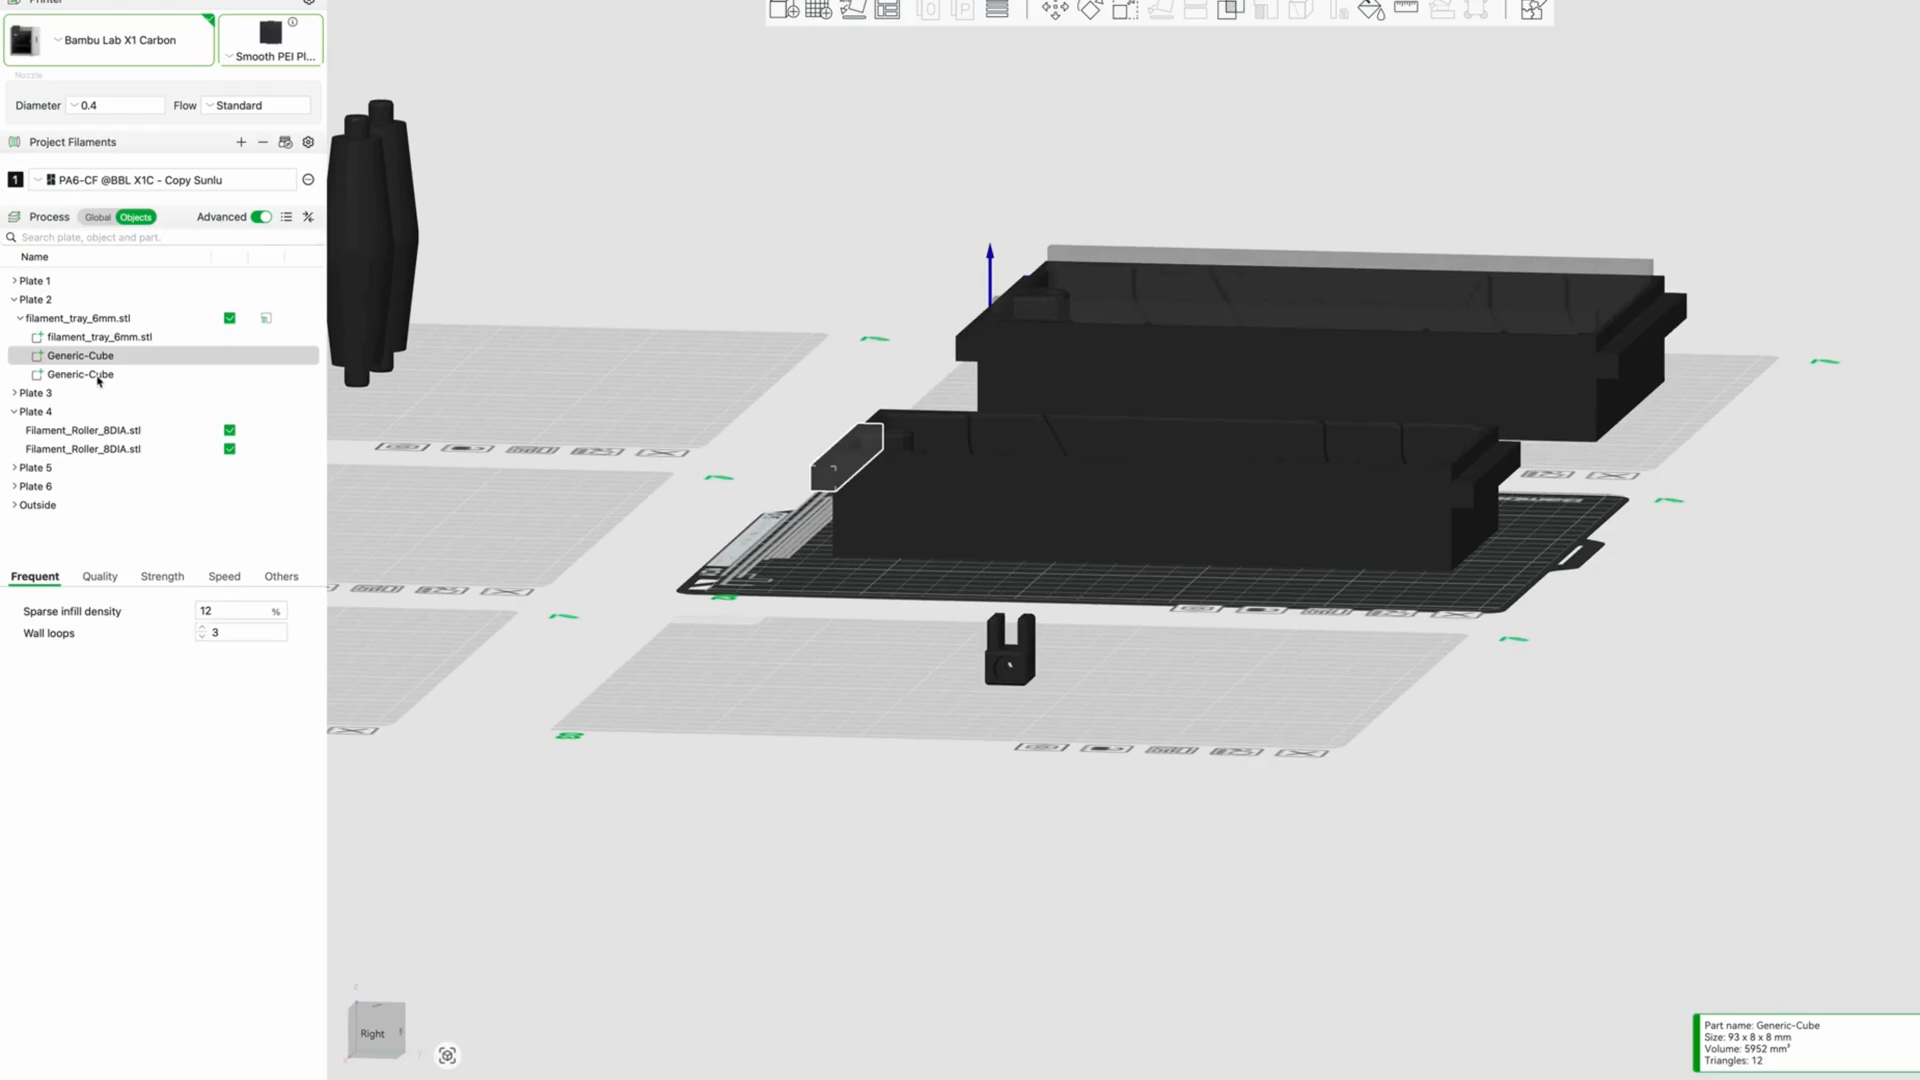 Printer
Bambu Lab X1 Carbon
Smooth PEI Pl...
Nozzle
Diameter 0.4 Flow Standard
Project Filaments
1 PA6-CF @BBL X1C - Copy Sunlu
Process Global Objects Advanced
Search plate, object and part.
Name
Plate 1
Plate 2
filament_tray_6mm.stl
filament_tray_6mm.stl
Generic-Cube
Generic-Cube
Plate 3
Plate 4
Filament_Roller_8DIA.stl
Filament_Roller_8DIA.stl
Plate 5
Plate 6
Outside
Frequent Quality Strength Speed Others
Sparse infill density 12 %
Wall loops 3
Right
Part name: Generic-Cube
Size: 93 x 8 x 8 mm
Volume: 5952 mm³
Triangles: 12